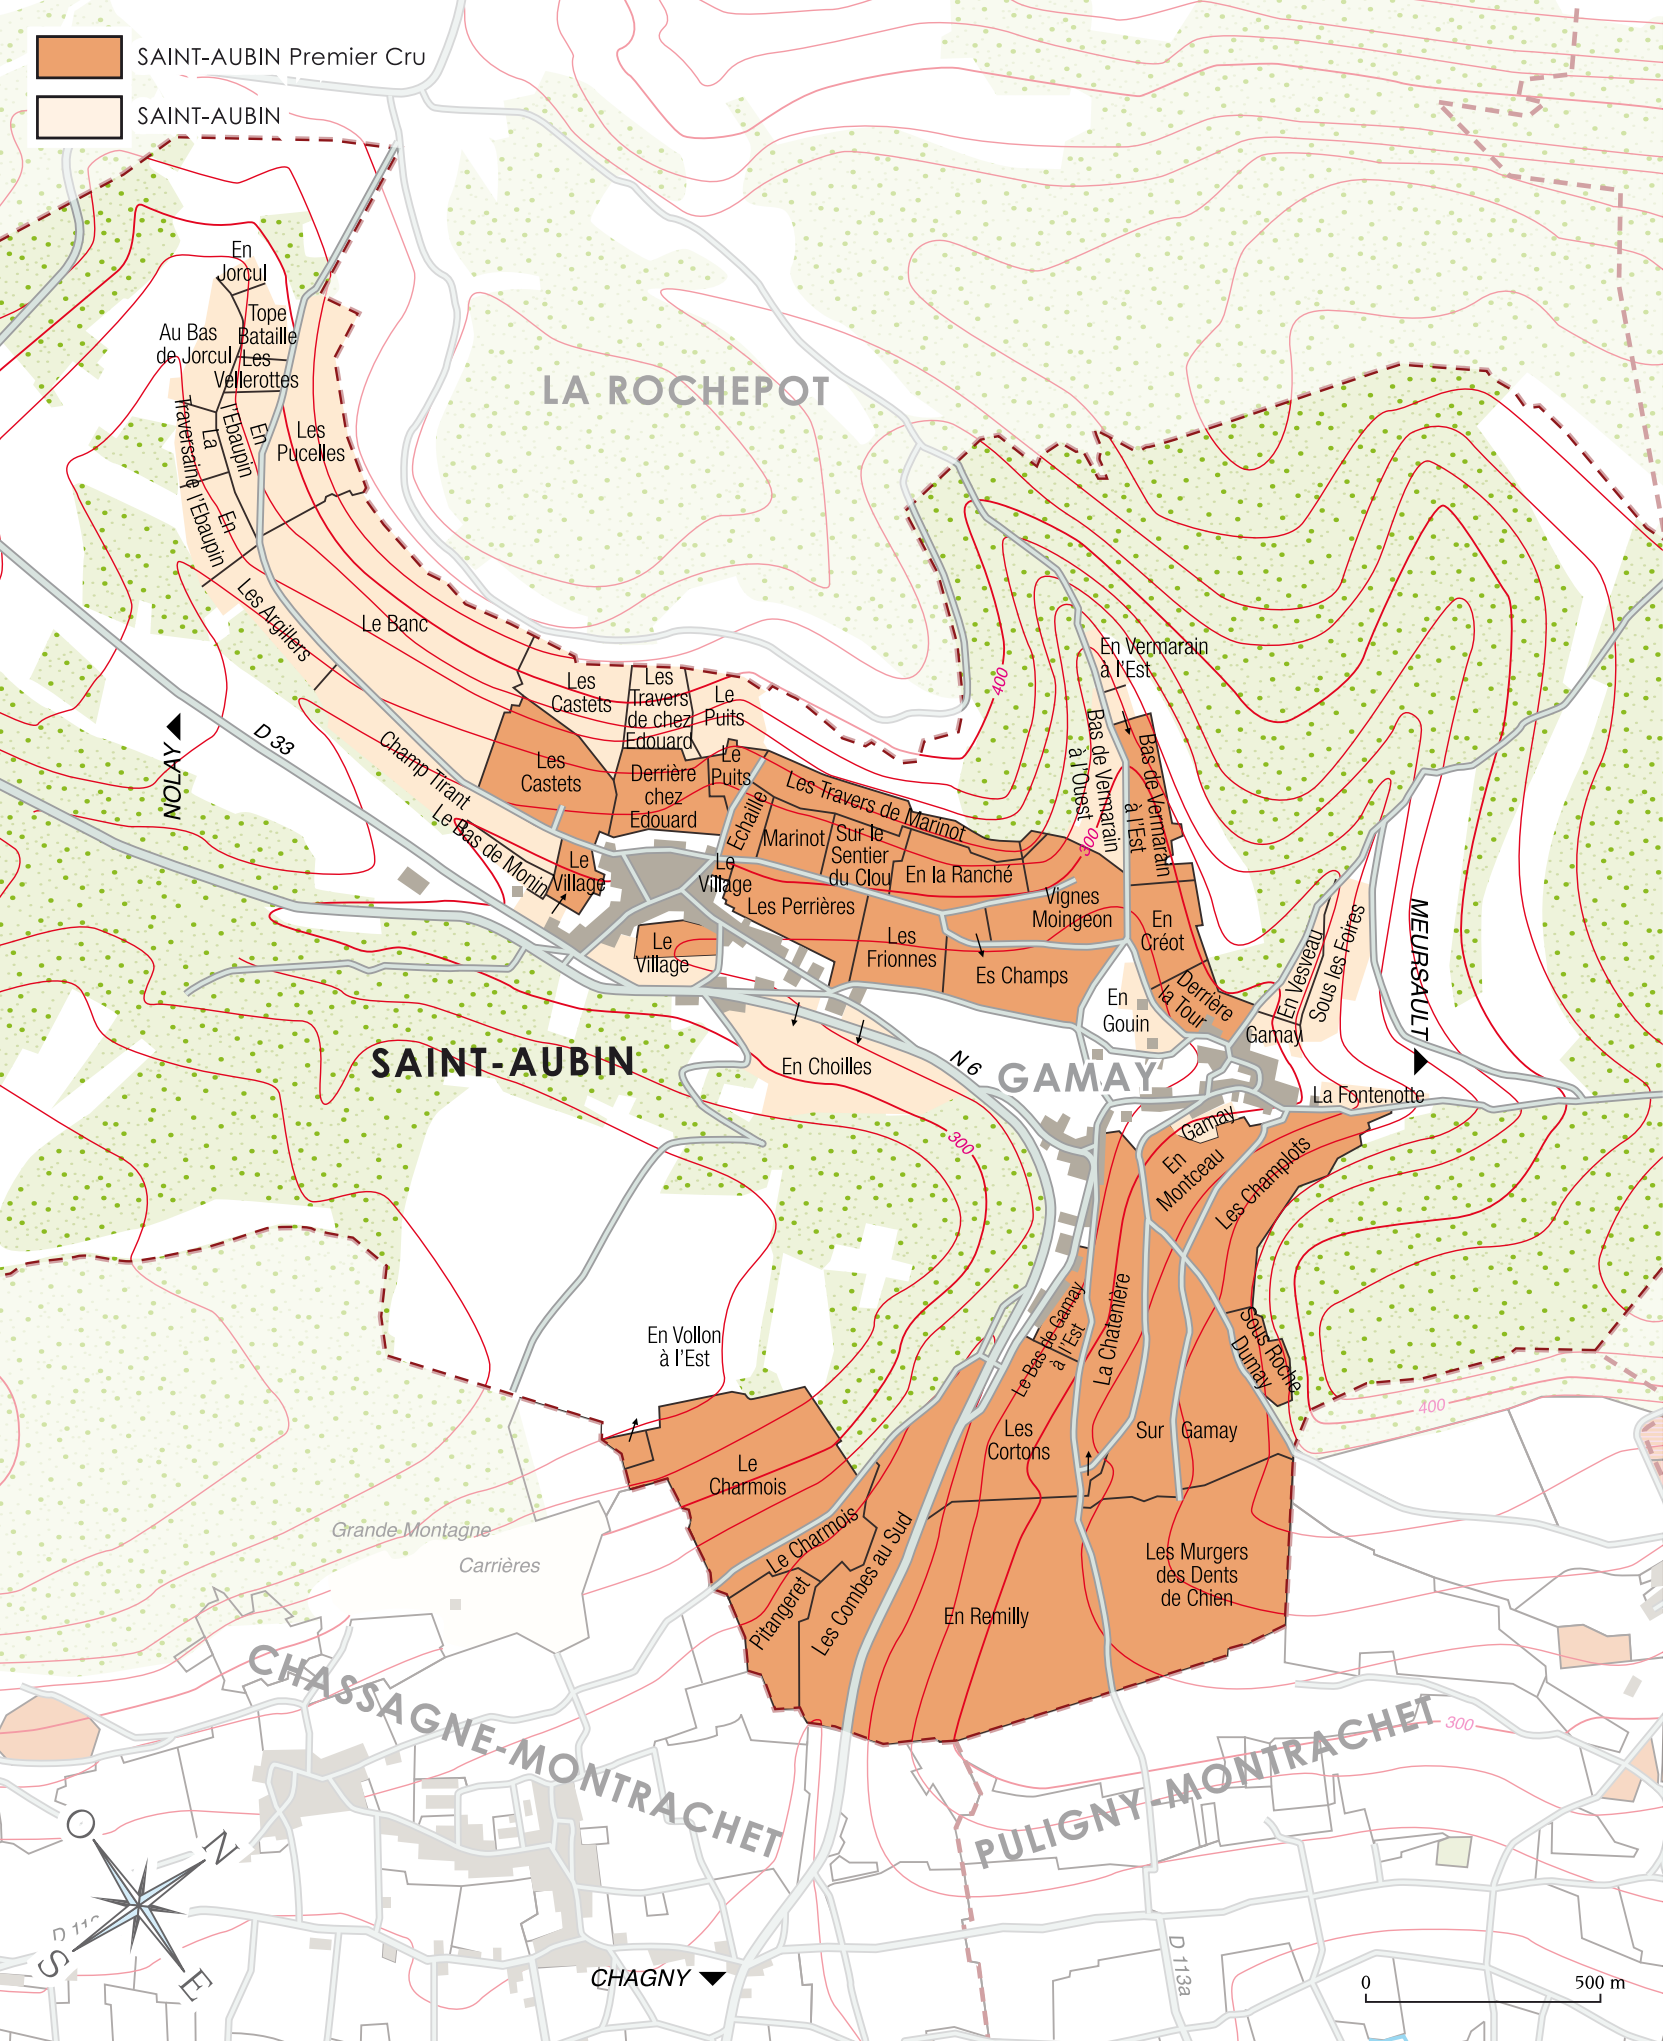 SAINT-AUBIN Premier Cru
SAINT-AUBIN
En
Jorcul
Tope
Bataille
Au Bas
de Jorcul
Les
Vellerottes
LA ROCHEPOT
La
Traversaine
En
l'Ebaupin
Les
Pucelles
En
l'Ebaupin
Les Argillers
Le Banc
400
En Vermarain
à l'Est
Les
Castets
Les
Travers
de chez
Edouard
Le
Puits
NOLAY
D 33
Champ Tirant
Le Bas de Monin
Les
Castets
Derrière
chez
Edouard
Le
Puits
Les Travers de Marinot
Bas de Vermarain
à l'Ouest
Bas de Vermarain
à l'Est
300
Echaille
Marinot
Sur le
Sentier
du Clou
En la Ranché
Le
Village
Le
Village
Les Perrières
Vignes
Moingeon
En
Créot
Les
Frionnes
Es Champs
Le
Village
Derrière
la Tour
En
Gouin
Gamay
En Vesveau
Sous les Foires
MEURSAULT
SAINT-AUBIN
En Choilles
N 6
GAMAY
La Fontenotte
300
Gamay
En
Montceau
Les Champlots
Le Bas de Gamay
à l'Est
La Chatenière
Sous Roche
Dumay
En Vollon
à l'Est
400
Les
Cortons
Sur Gamay
Le
Charmois
Le Charmois
Grande Montagne
Carrières
Pitangeret
Les Combes au Sud
En Remilly
Les Murgers
des Dents
de Chien
CHASSAGNE-MONTRACHET
PULIGNY-MONTRACHET
300
O
N
S
E
CHAGNY
D 113a
0
500 m